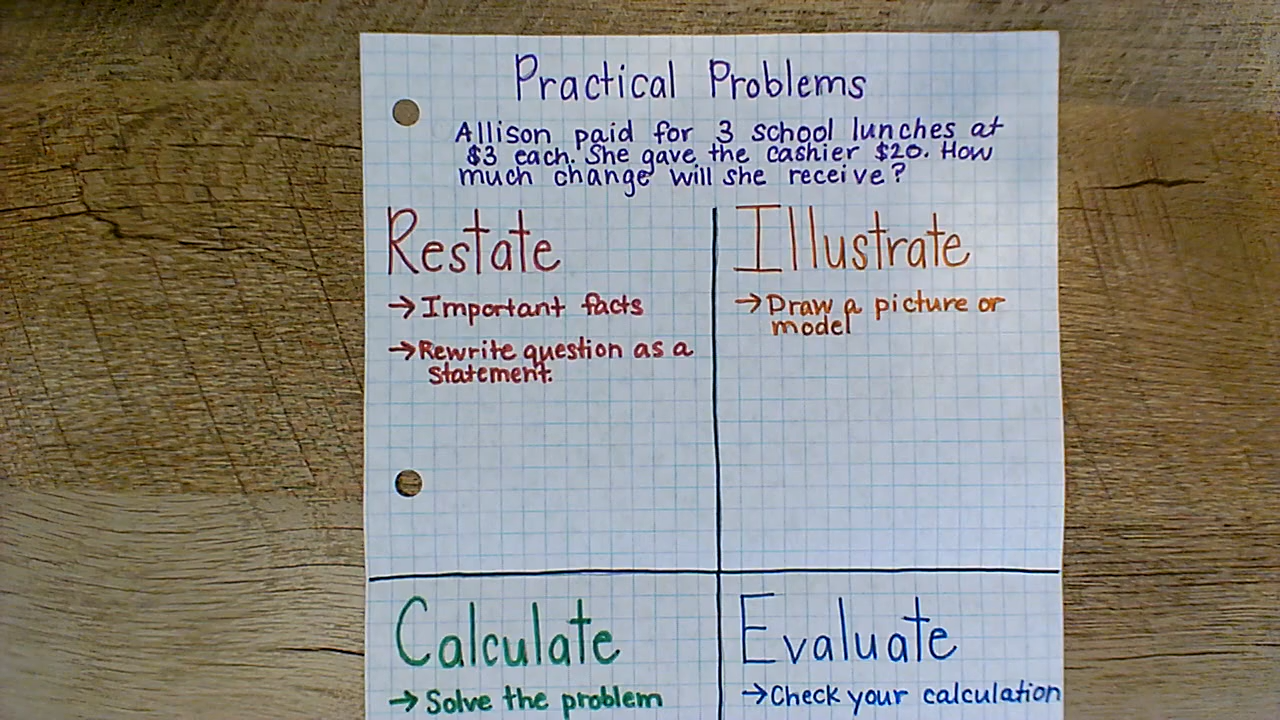 Practical Problems
Allison paid for 3 school lunches at
$3 each. She gave the cashier $20. How
much change will she receive?
Restate
→ Important facts
→ Rewrite question as a
statement.
Illustrate
→ Draw a picture or
model
Calculate
→ Solve the problem
Evaluate
→ Check your calculation